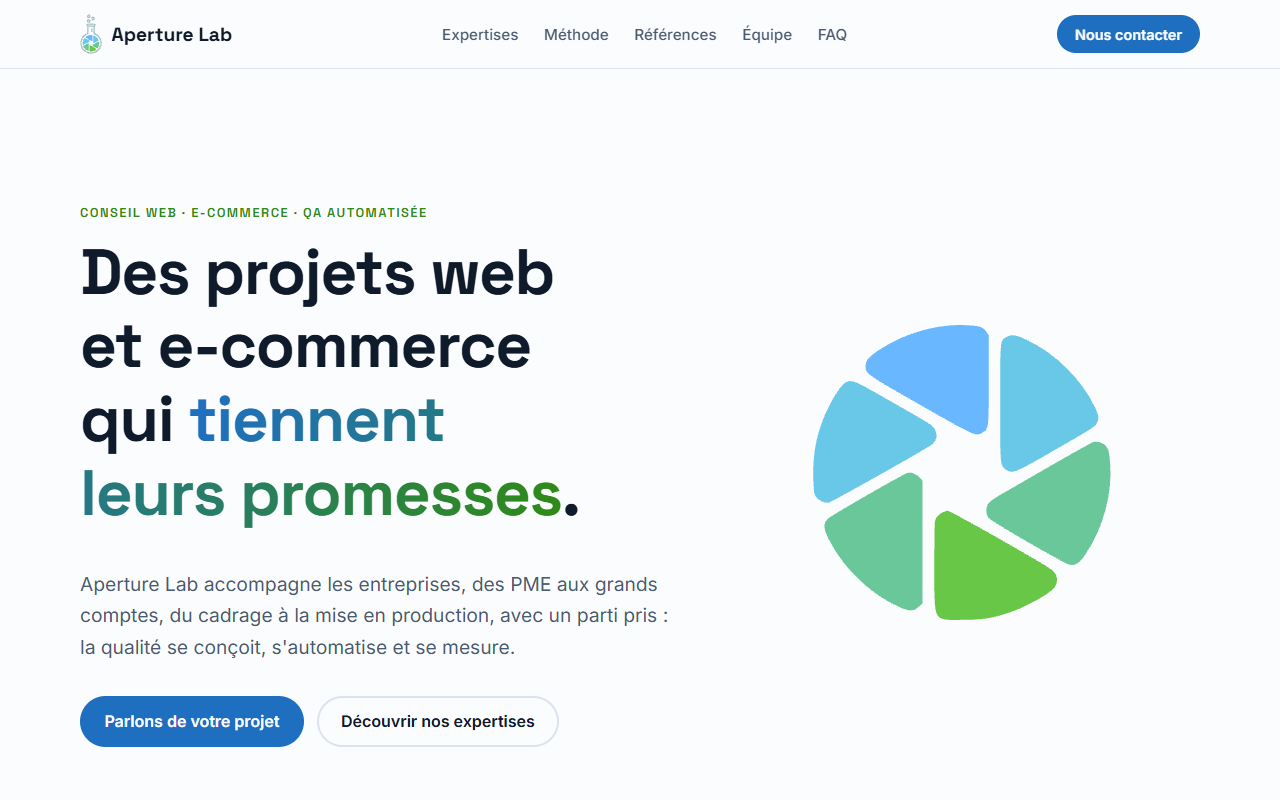 Aperture Lab
Expertises
Méthode
Références
Équipe
FAQ
Nous contacter
CONSEIL WEB · E-COMMERCE · QA AUTOMATISÉE
Des projets web
et e-commerce
qui tiennent
leurs promesses.
Aperture Lab accompagne les entreprises, des PME aux grands
comptes, du cadrage à la mise en production, avec un parti pris :
la qualité se conçoit, s'automatise et se mesure.
Parlons de votre projet
Découvrir nos expertises